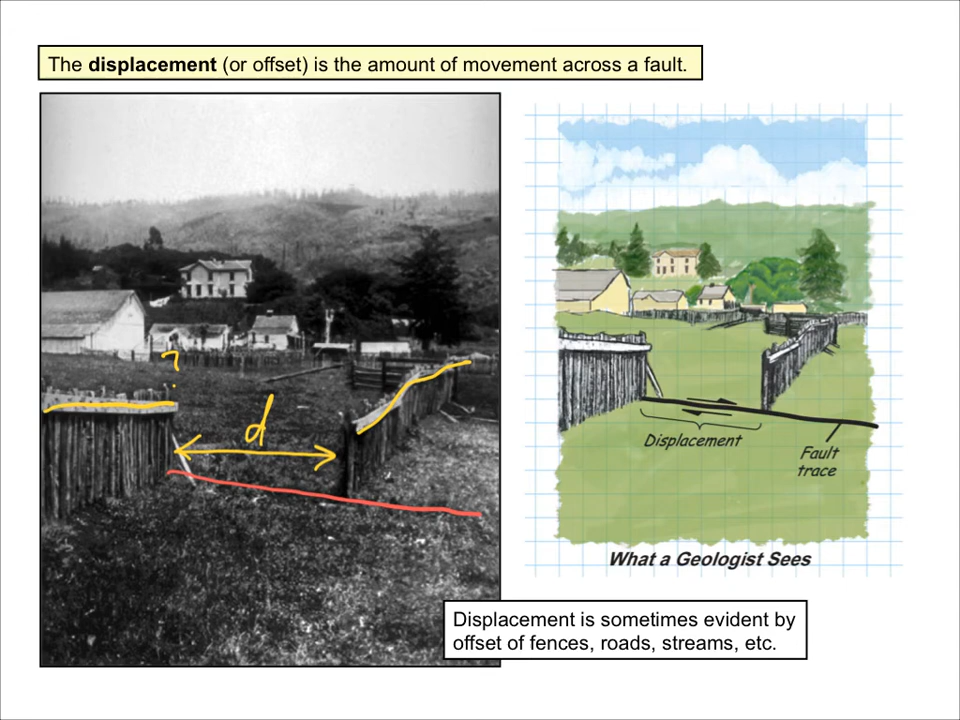 The displacement (or offset) is the amount of movement across a fault.
?
d
Displacement
Fault
trace
What a Geologist Sees
Displacement is sometimes evident by
offset of fences, roads, streams, etc.